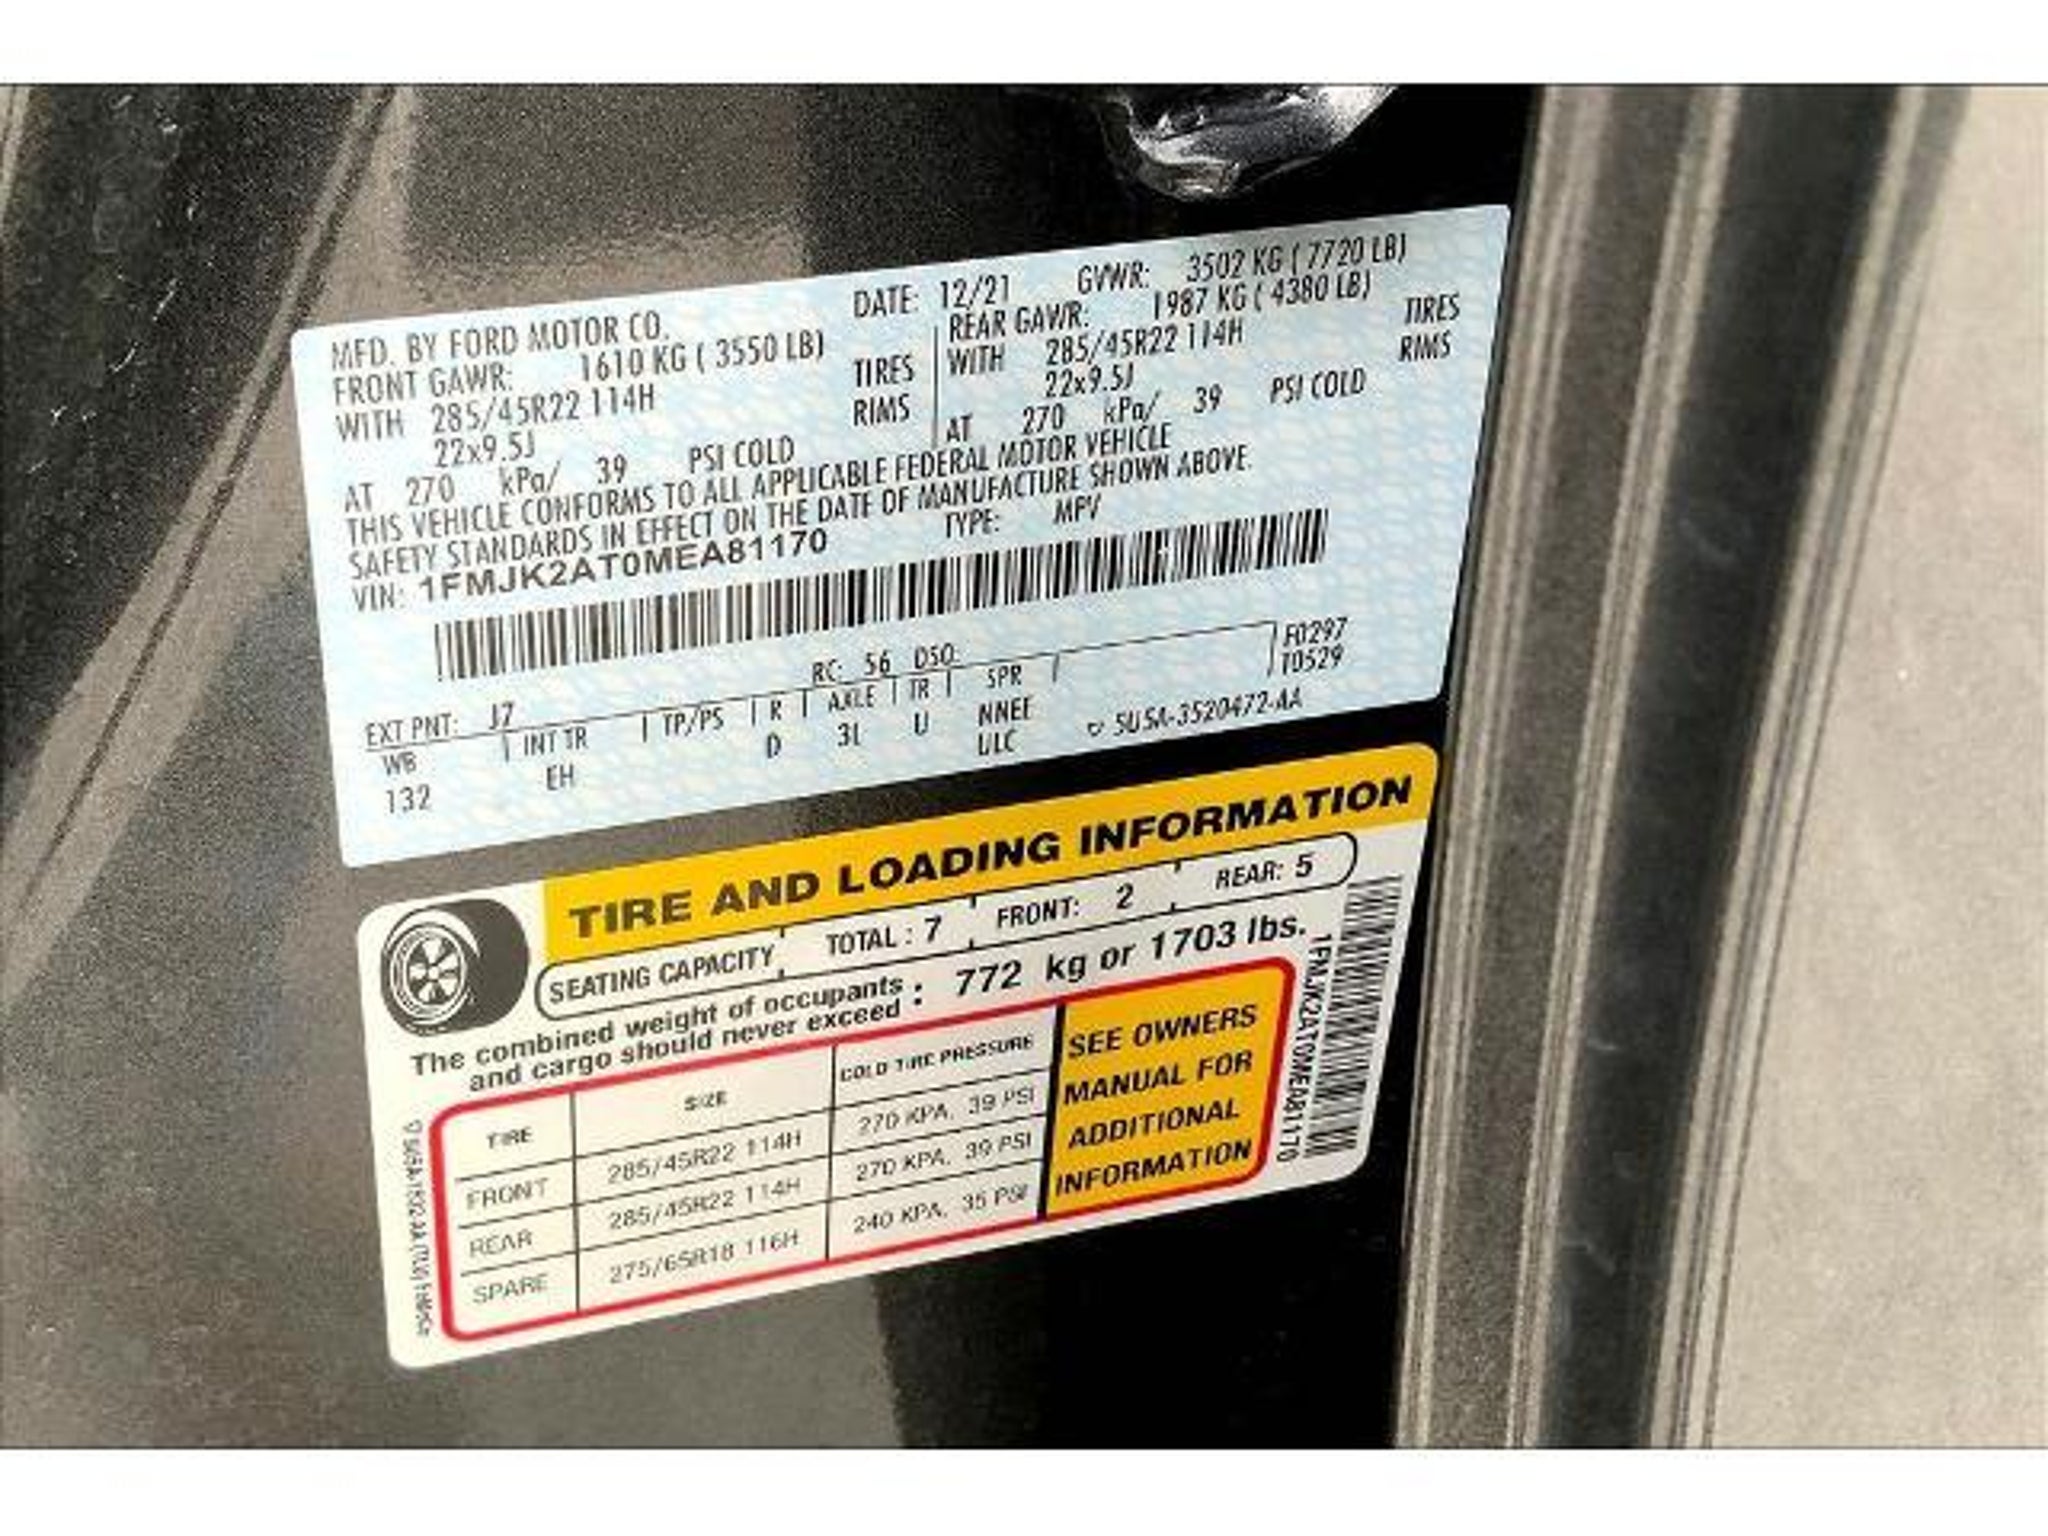 MFD. BY FORD MOTOR CO. DATE: 12/21 GVWR: 3502 KG ( 7720 LB)
FRONT GAWR: 1610 KG ( 3550 LB)
WITH 285/45R22 114H TIRES
22x9.5J RIMS
AT 270 kPa/ 39 PSI COLD
REAR GAWR: 1987 KG ( 4380 LB)
WITH 285/45R22 114H TIRES
22x9.5J RIMS
AT 270 kPa/ 39 PSI COLD
THIS VEHICLE CONFORMS TO ALL APPLICABLE FEDERAL MOTOR VEHICLE
SAFETY STANDARDS IN EFFECT ON THE DATE OF MANUFACTURE SHOWN ABOVE.
VIN: 1FMJK2AT0MEA81170 TYPE: MPV
F0297
T0529
EXT PNT: J7 RC: 56 DSO
WB INT TR TP/PS R AXLE TR SPR
132 EH D 3L U NNEE
5U5A-3520472-AA
TIRE AND LOADING INFORMATION
SEATING CAPACITY TOTAL : 7 FRONT: 2 REAR: 5
The combined weight of occupants
and cargo should never exceed : 772 kg or 1703 lbs.
TIRE SIZE COLD TIRE PRESSURE
FRONT 285/45R22 114H 270 KPA, 39 PSI
REAR 285/45R22 114H 270 KPA, 39 PSI
SPARE 275/65R18 116H 240 KPA, 35 PSI
SEE OWNERS
MANUAL FOR
ADDITIONAL
INFORMATION
1FMJK2AT0MEA81170